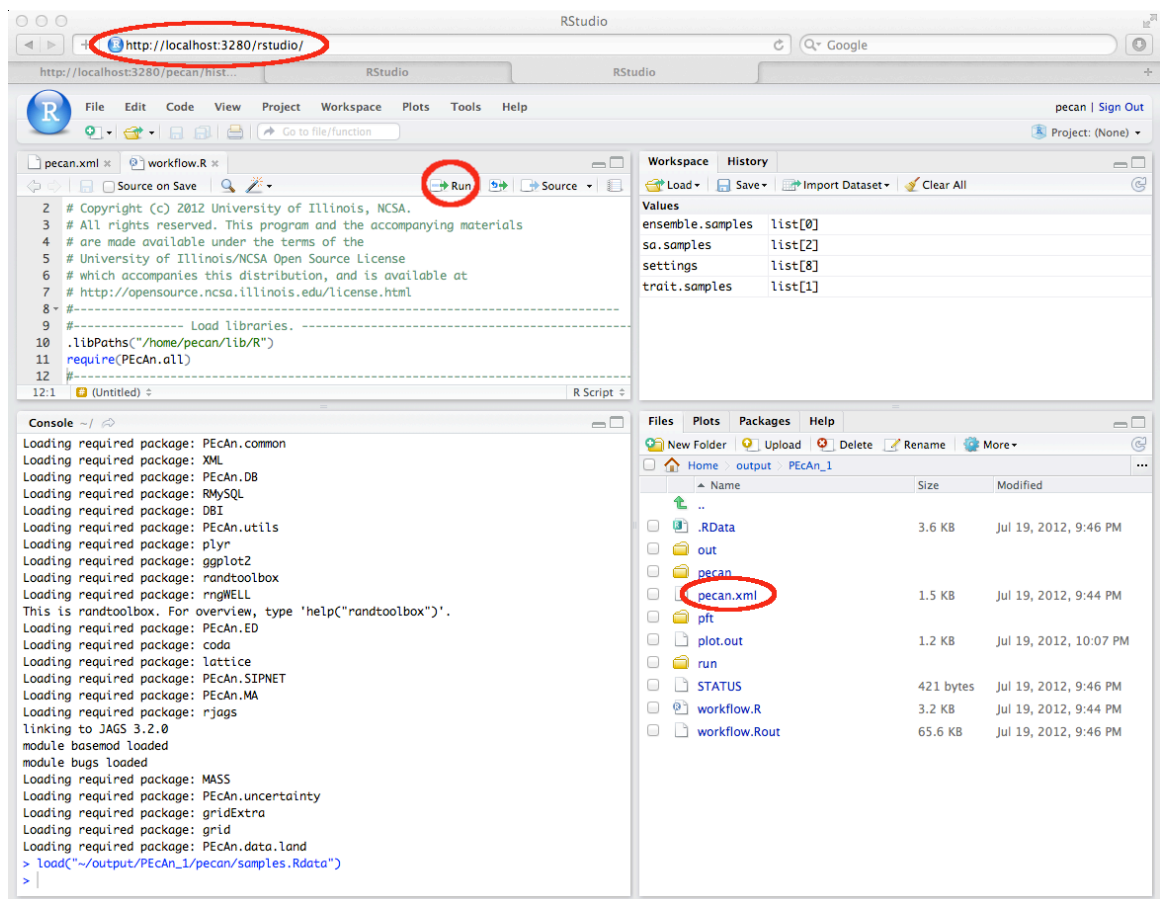 RStudio
http://localhost:3280/rstudio/
Google
http://localhost:3280/pecan/hist...
RStudio
RStudio
R
File Edit Code View Project Workspace Plots Tools Help
pecan | Sign Out
Go to file/function
Project: (None)
pecan.xml
workflow.R
Source on Save
Run
Source
2 # Copyright (c) 2012 University of Illinois, NCSA.
3 # All rights reserved. This program and the accompanying materials
4 # are made available under the terms of the
5 # University of Illinois/NCSA Open Source License
6 # which accompanies this distribution, and is available at
7 # http://opensource.ncsa.illinois.edu/license.html
8 #-------------------------------------------------------------------------------
9 #---------------- Load libraries. -----------------------------------------------
10 .libPaths("/home/pecan/lib/R")
11 require(PEcAn.all)
12 #--------------------------------------------------------------------------------
12:1 (Untitled) R Script
Workspace History
Load Save Import Dataset Clear All
Values
ensemble.samples list[0]
sa.samples list[2]
settings list[8]
trait.samples list[1]
Console ~/
Loading required package: PEcAn.common
Loading required package: XML
Loading required package: PEcAn.DB
Loading required package: RMySQL
Loading required package: DBI
Loading required package: PEcAn.utils
Loading required package: plyr
Loading required package: ggplot2
Loading required package: randtoolbox
Loading required package: rngWELL
This is randtoolbox. For overview, type 'help("randtoolbox")'.
Loading required package: PEcAn.ED
Loading required package: coda
Loading required package: lattice
Loading required package: PEcAn.SIPNET
Loading required package: PEcAn.MA
Loading required package: rjags
linking to JAGS 3.2.0
module basemod loaded
module bugs loaded
Loading required package: MASS
Loading required package: PEcAn.uncertainty
Loading required package: gridExtra
Loading required package: grid
Loading required package: PEcAn.data.land
> load("~/output/PEcAn_1/pecan/samples.Rdata")
>
Files Plots Packages Help
New Folder Upload Delete Rename More
Home output PEcAn_1 ...
Name Size Modified
..
.RData 3.6 KB Jul 19, 2012, 9:46 PM
out
pecan
pecan.xml 1.5 KB Jul 19, 2012, 9:44 PM
pft
plot.out 1.2 KB Jul 19, 2012, 10:07 PM
run
STATUS 421 bytes Jul 19, 2012, 9:46 PM
workflow.R 3.2 KB Jul 19, 2012, 9:44 PM
workflow.Rout 65.6 KB Jul 19, 2012, 9:46 PM